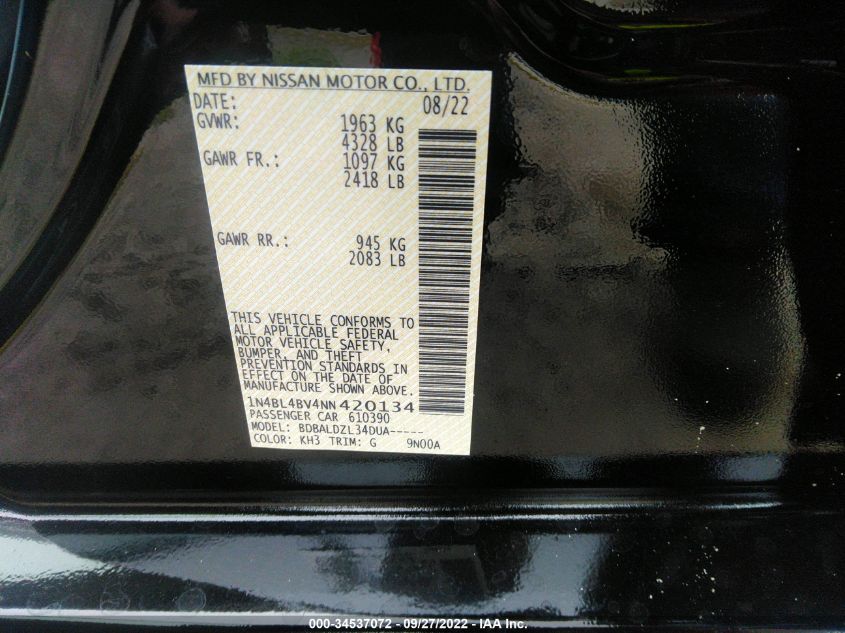 MFD BY NISSAN MOTOR CO., LTD.
DATE: 08/22
GVWR: 1963 KG
4328 LB
GAWR FR.: 1097 KG
2418 LB
GAWR RR.: 945 KG
2083 LB
THIS VEHICLE CONFORMS TO
ALL APPLICABLE FEDERAL
MOTOR VEHICLE SAFETY,
BUMPER, AND THEFT
PREVENTION STANDARDS IN
EFFECT ON THE DATE OF
MANUFACTURE SHOWN ABOVE.
1N4BL4BV4NN420134
PASSENGER CAR 610390
MODEL: BDBALDZL34DUA-----
COLOR: KH3 TRIM: G 9N00A
000-34537072 - 09/27/2022 - IAA Inc.